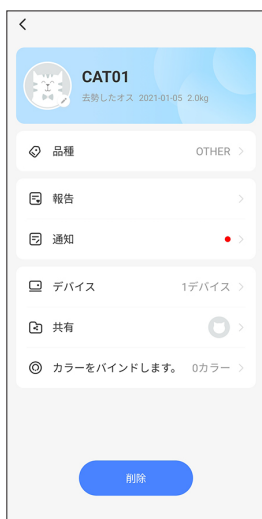 CAT01
去勢したオス 2021-01-05 2.0kg
品種 OTHER
報告
通知
デバイス 1デバイス
共有
カラーをバインドします。 0カラー
削除